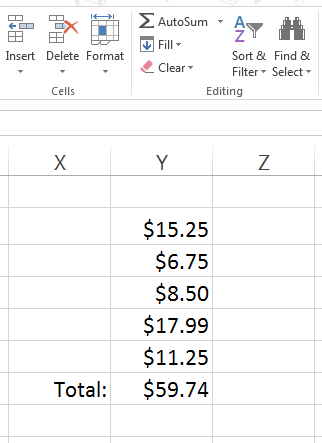 Insert Delete Format
Cells
AutoSum
Fill
Clear
Sort & Filter
Find & Select
Editing
X Y Z
$15.25
$6.75
$8.50
$17.99
$11.25
Total: $59.74